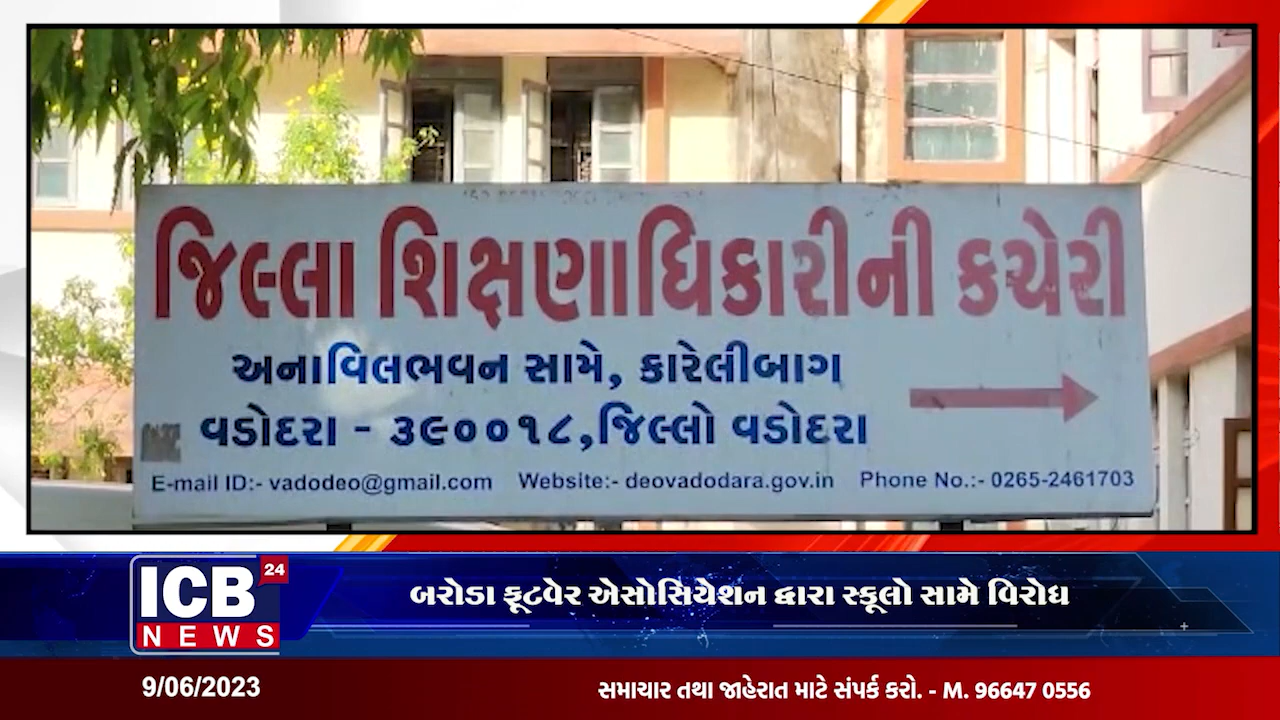 જિલ્લા શિક્ષણાધિકારીની કચેરી
અનાવિલભવન સામે, કારેલીબાગ
વડોદરા - ૩૯૦૦૧૮,જિલ્લો વડોદરા
E-mail ID:- vadodeo@gmail.com Website:- deovadodara.gov.in Phone No.:- 0265-2461703
ICB 24
NEWS
બરોડા ફૂટવેર એસોસિયેશન દ્વારા સ્કૂલો સામે વિરોધ
9/06/2023
સમાચાર તથા જાહેરાત માટે સંપર્ક કરો. - M. 96647 0556